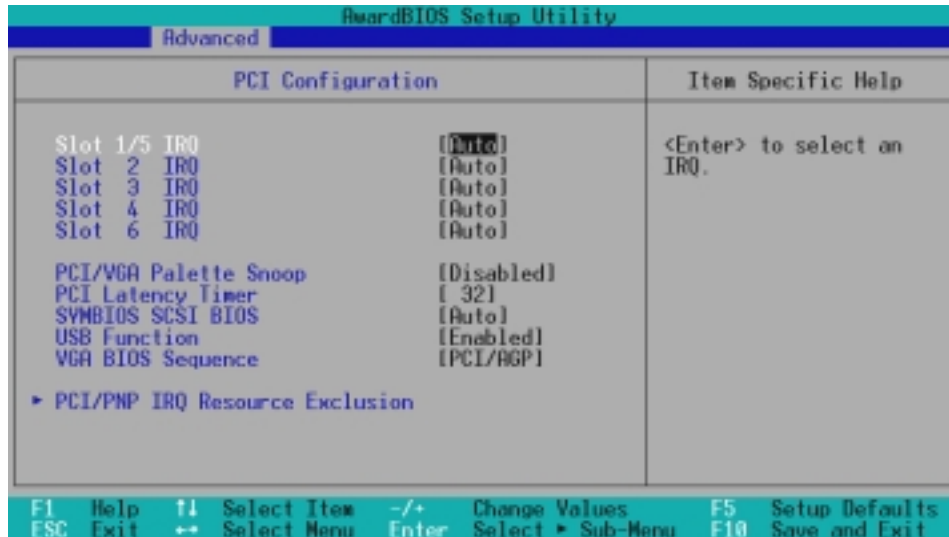 AwardBIOS Setup Utility
Advanced
PCI Configuration
Item Specific Help
Slot 1/5 IRQ [Auto]
Slot 2 IRQ [Auto]
Slot 3 IRQ [Auto]
Slot 4 IRQ [Auto]
Slot 6 IRQ [Auto]
PCI/VGA Palette Snoop [Disabled]
PCI Latency Timer [ 32]
SYMBIOS SCSI BIOS [Auto]
USB Function [Enabled]
VGA BIOS Sequence [PCI/AGP]
► PCI/PNP IRQ Resource Exclusion
<Enter> to select an
IRQ.
F1 Help ↑↓ Select Item -/+ Change Values F5 Setup Defaults
ESC Exit ←→ Select Menu Enter Select ► Sub-Menu F10 Save and Exit